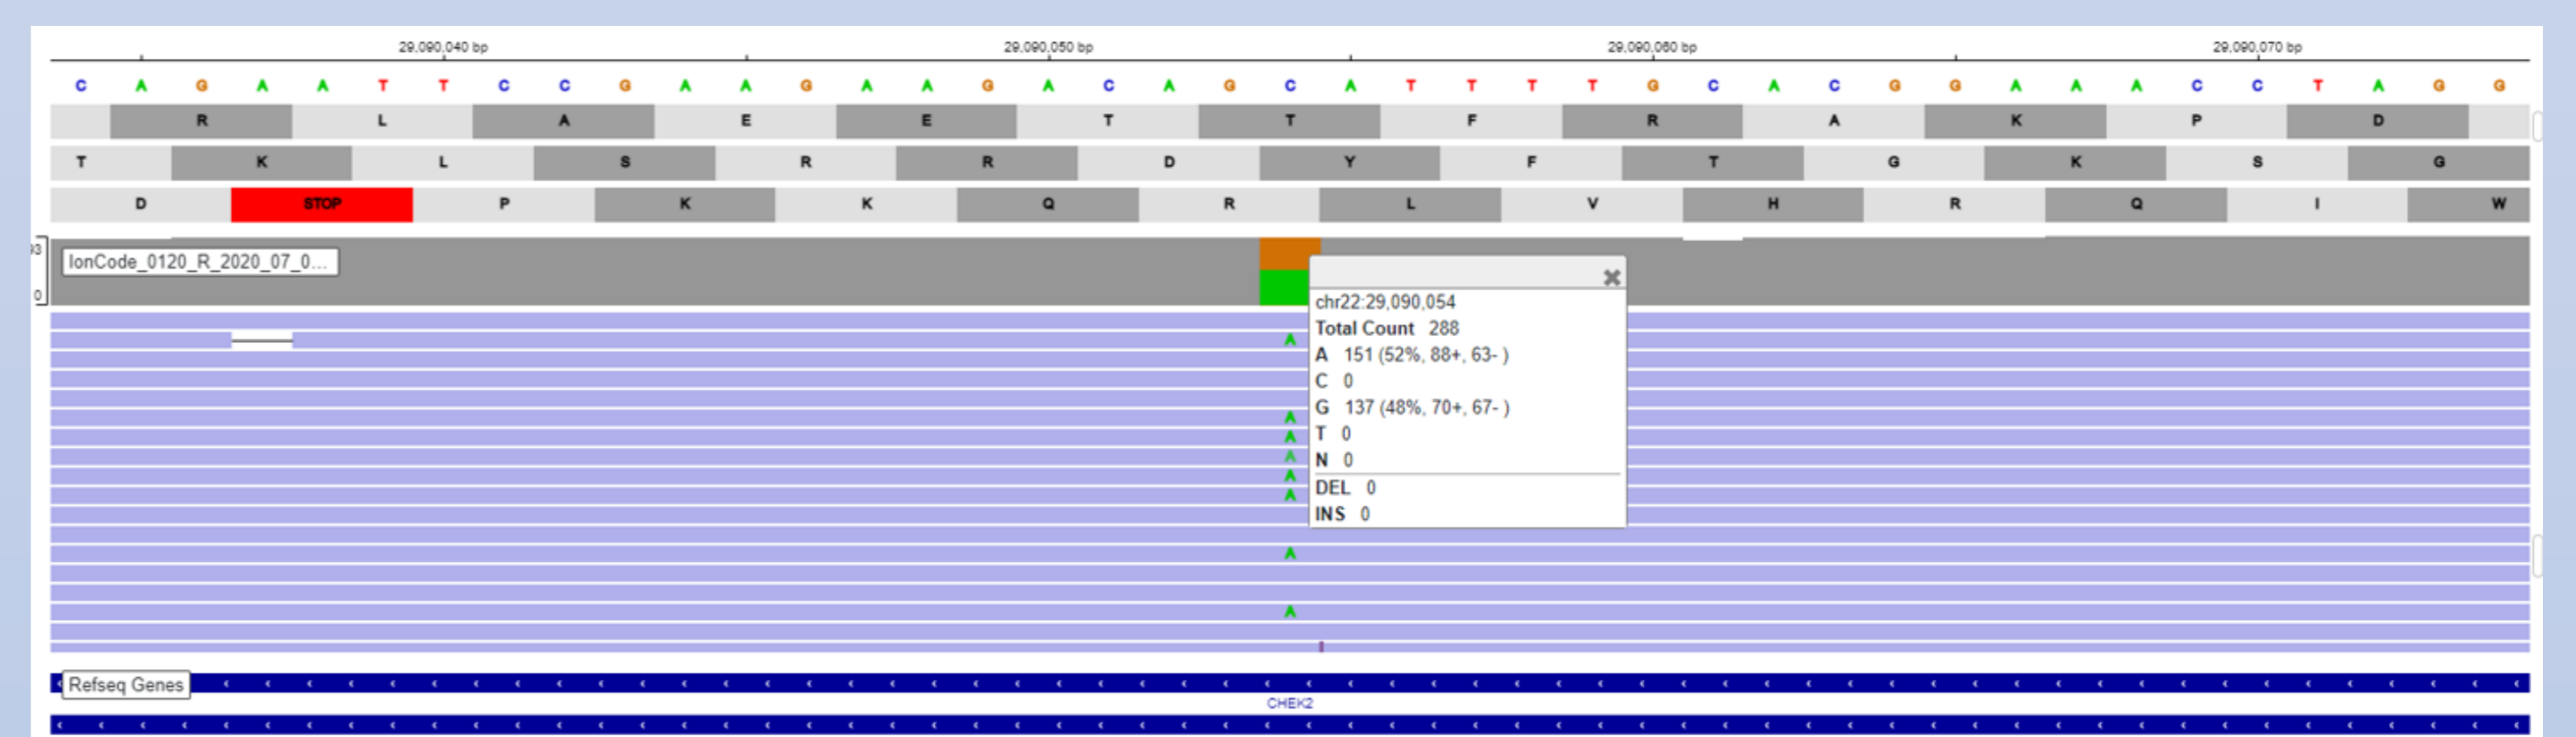 29,090,040 bp 29,090,050 bp 29,090,060 bp 29,090,070 bp
C A G A A T T C C G A A G A A G A C A G C A T T T T G C A C G G A A A C C T A G G
R L A E E T T F R A K P D
T K L S R R D Y F T G K S G
D STOP P K K Q R L V H R Q I W
93
IonCode_0120_R_2020_07_0...
0
✖
chr22:29,090,054
Total Count 288
A 151 (52%, 88+, 63- )
C 0
G 137 (48%, 70+, 67- )
T 0
N 0
DEL 0
INS 0
A
A
A
A
A
A
A
A
Refseq Genes
CHEK2